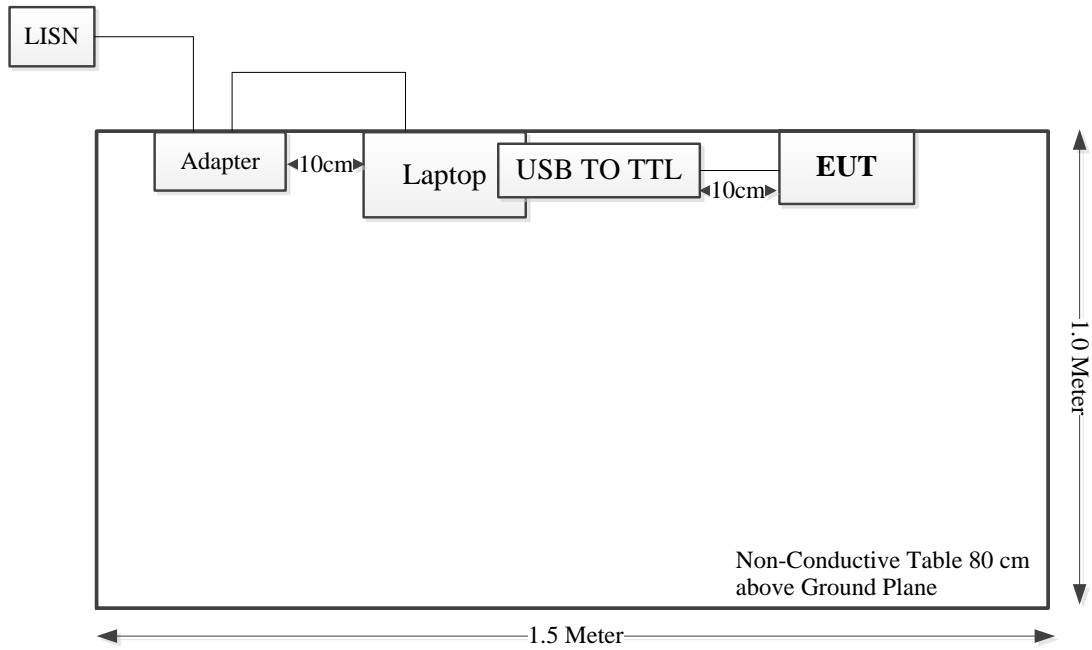 LISN
Adapter
10cm
Laptop
USB TO TTL
10cm
EUT
1.0 Meter
Non-Conductive Table 80 cm
above Ground Plane
1.5 Meter